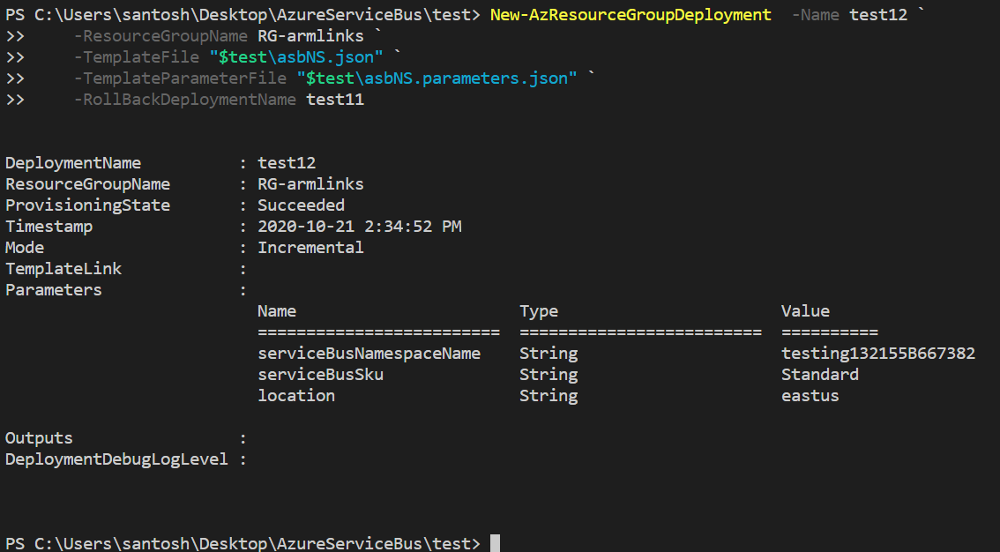 PS C:\Users\santosh\Desktop\AzureServiceBus\test> New-AzResourceGroupDeployment  -Name test12 `
>>     -ResourceGroupName RG-armlinks `
>>     -TemplateFile "$test\asbNS.json" `
>>     -TemplateParameterFile "$test\asbNS.parameters.json" `
>>     -RollBackDeploymentName test11
DeploymentName          : test12
ResourceGroupName       : RG-armlinks
ProvisioningState       : Succeeded
Timestamp               : 2020-10-21 2:34:52 PM
Mode                    : Incremental
TemplateLink            :
Parameters              :
                          Name                       Type                       Value
                          =========================  =========================  ==========
                          serviceBusNamespaceName    String                     testing132155B667382
                          serviceBusSku              String                     Standard
                          location                   String                     eastus
Outputs                 :
DeploymentDebugLogLevel :
PS C:\Users\santosh\Desktop\AzureServiceBus\test>